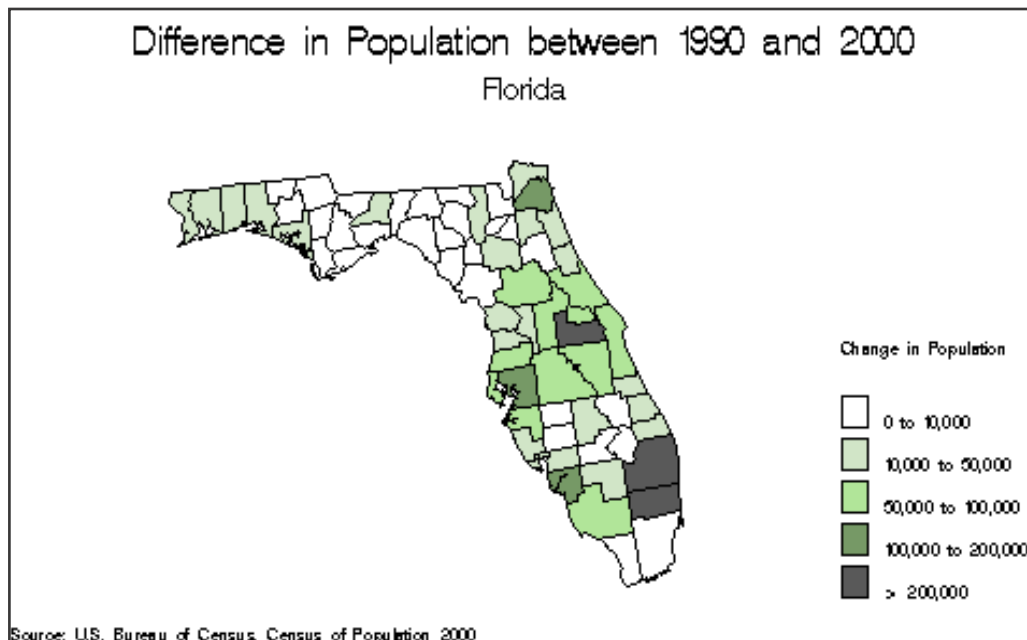 Difference in Population between 1990 and 2000
Florida
Change in Population
0 to 10,000
10,000 to 50,000
50,000 to 100,000
100,000 to 200,000
> 200,000
Source: U.S. Bureau of Census, Census of Population, 2000